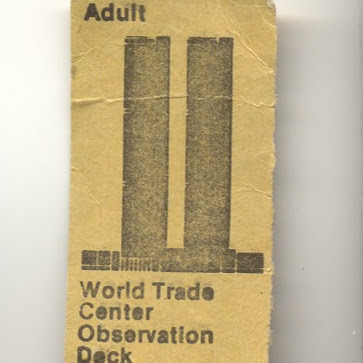 Adult
World Trade
Center
Observation
Deck